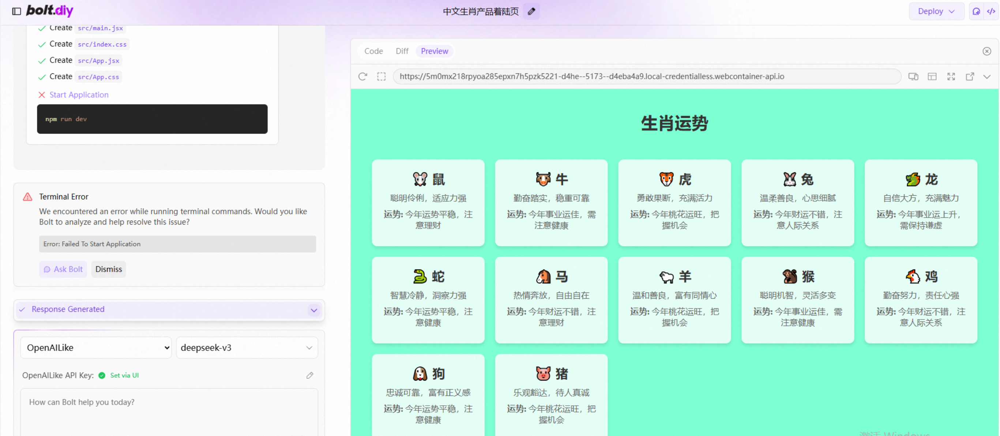 bolt.diy
中文生肖产品着陆页
Deploy
Create src/main.jsx
Create src/index.css
Create src/App.jsx
Create src/App.css
Start Application
npm run dev
Terminal Error
We encountered an error while running terminal commands. Would you like
Bolt to analyze and help resolve this issue?
Error: Failed To Start Application
Ask Bolt
Dismiss
Response Generated
OpenAILike
deepseek-v3
OpenAILike API Key:
Set via UI
How can Bolt help you today?
Code
Diff
Preview
https://5m0mx218rpyoa285epxn7h5pzk5221-d4he--5173--d4eba4a9.local-credentialless.webcontainer-api.io
生肖运势
鼠
聪明伶俐，适应力强
运势: 今年运势平稳，注
意理财
牛
勤奋踏实，稳重可靠
运势: 今年事业运佳，需
注意健康
虎
勇敢果断，充满活力
运势: 今年桃花运旺，把
握机会
兔
温柔善良，心思细腻
运势: 今年财运不错，注
意人际关系
龙
自信大方，充满魅力
运势: 今年事业运上升，
需保持谦虚
蛇
智慧冷静，洞察力强
运势: 今年运势平稳，注
意健康
马
热情奔放，自由自在
运势: 今年财运不错，注
意理财
羊
温和善良，富有同情心
运势: 今年桃花运旺，把
握机会
猴
聪明机智，灵活多变
运势: 今年事业运佳，需
注意健康
鸡
勤奋努力，责任心强
运势: 今年财运不错，注
意人际关系
狗
忠诚可靠，富有正义感
运势: 今年运势平稳，注
意健康
猪
乐观豁达，待人真诚
运势: 今年桃花运旺，把
握机会
激活 Windows